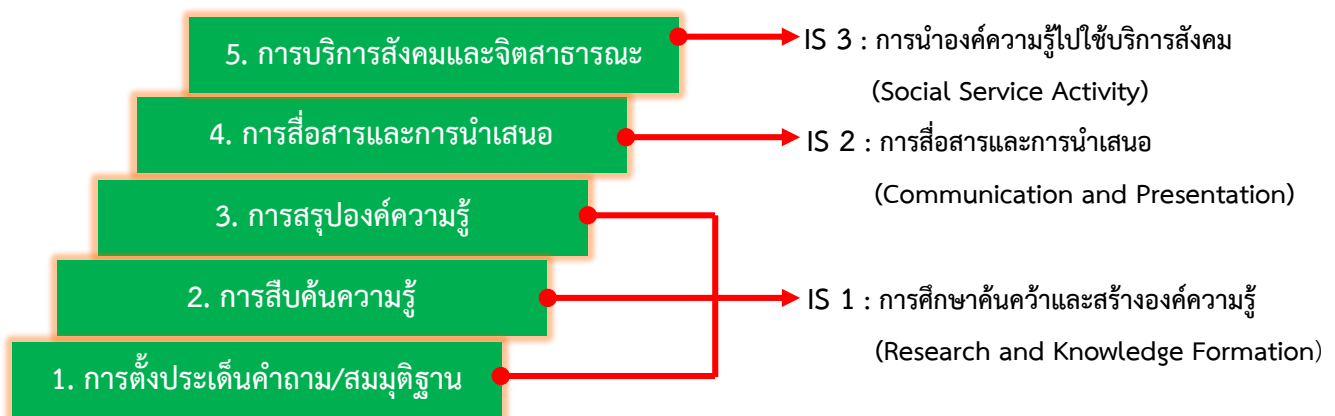 5. การบริการสังคมและจิตสาธารณะ
IS 3 : การนำองค์ความรู้ไปใช้บริการสังคม
(Social Service Activity)
4. การสื่อสารและการนำเสนอ
IS 2 : การสื่อสารและการนำเสนอ
(Communication and Presentation)
3. การสรุปองค์ความรู้
2. การสืบค้นความรู้
IS 1 : การศึกษาค้นคว้าและสร้างองค์ความรู้
(Research and Knowledge Formation)
1. การตั้งประเด็นคำถาม/สมมุติฐาน